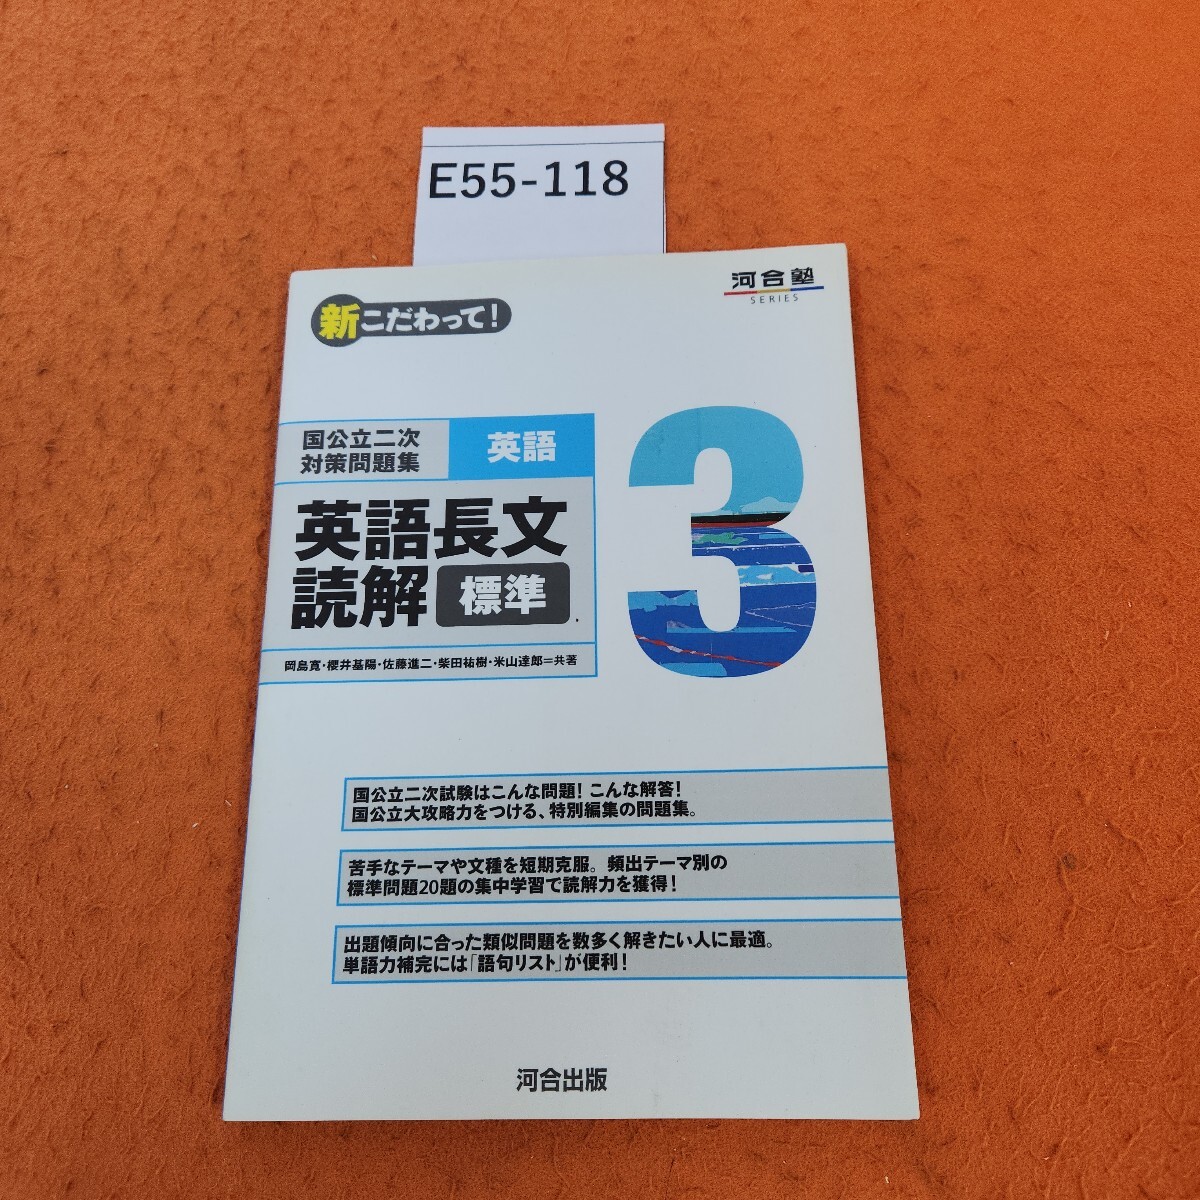 E55-118
河合塾
SERIES
新こだわって!
国公立二次
対策問題集
英語
英語長文
読解 標準
3
岡島寛・櫻井基陽・佐藤進二・柴田祐樹・米山達郎=共著
国公立二次試験はこんな問題! こんな解答!
国公立大攻略力をつける、特別編集の問題集。
苦手なテーマや文種を短期克服。頻出テーマ別の
標準問題20題の集中学習で読解力を獲得!
出題傾向に合った類似問題を数多く解きたい人に最適。
単語力補完には「語句リスト」が便利!
河合出版